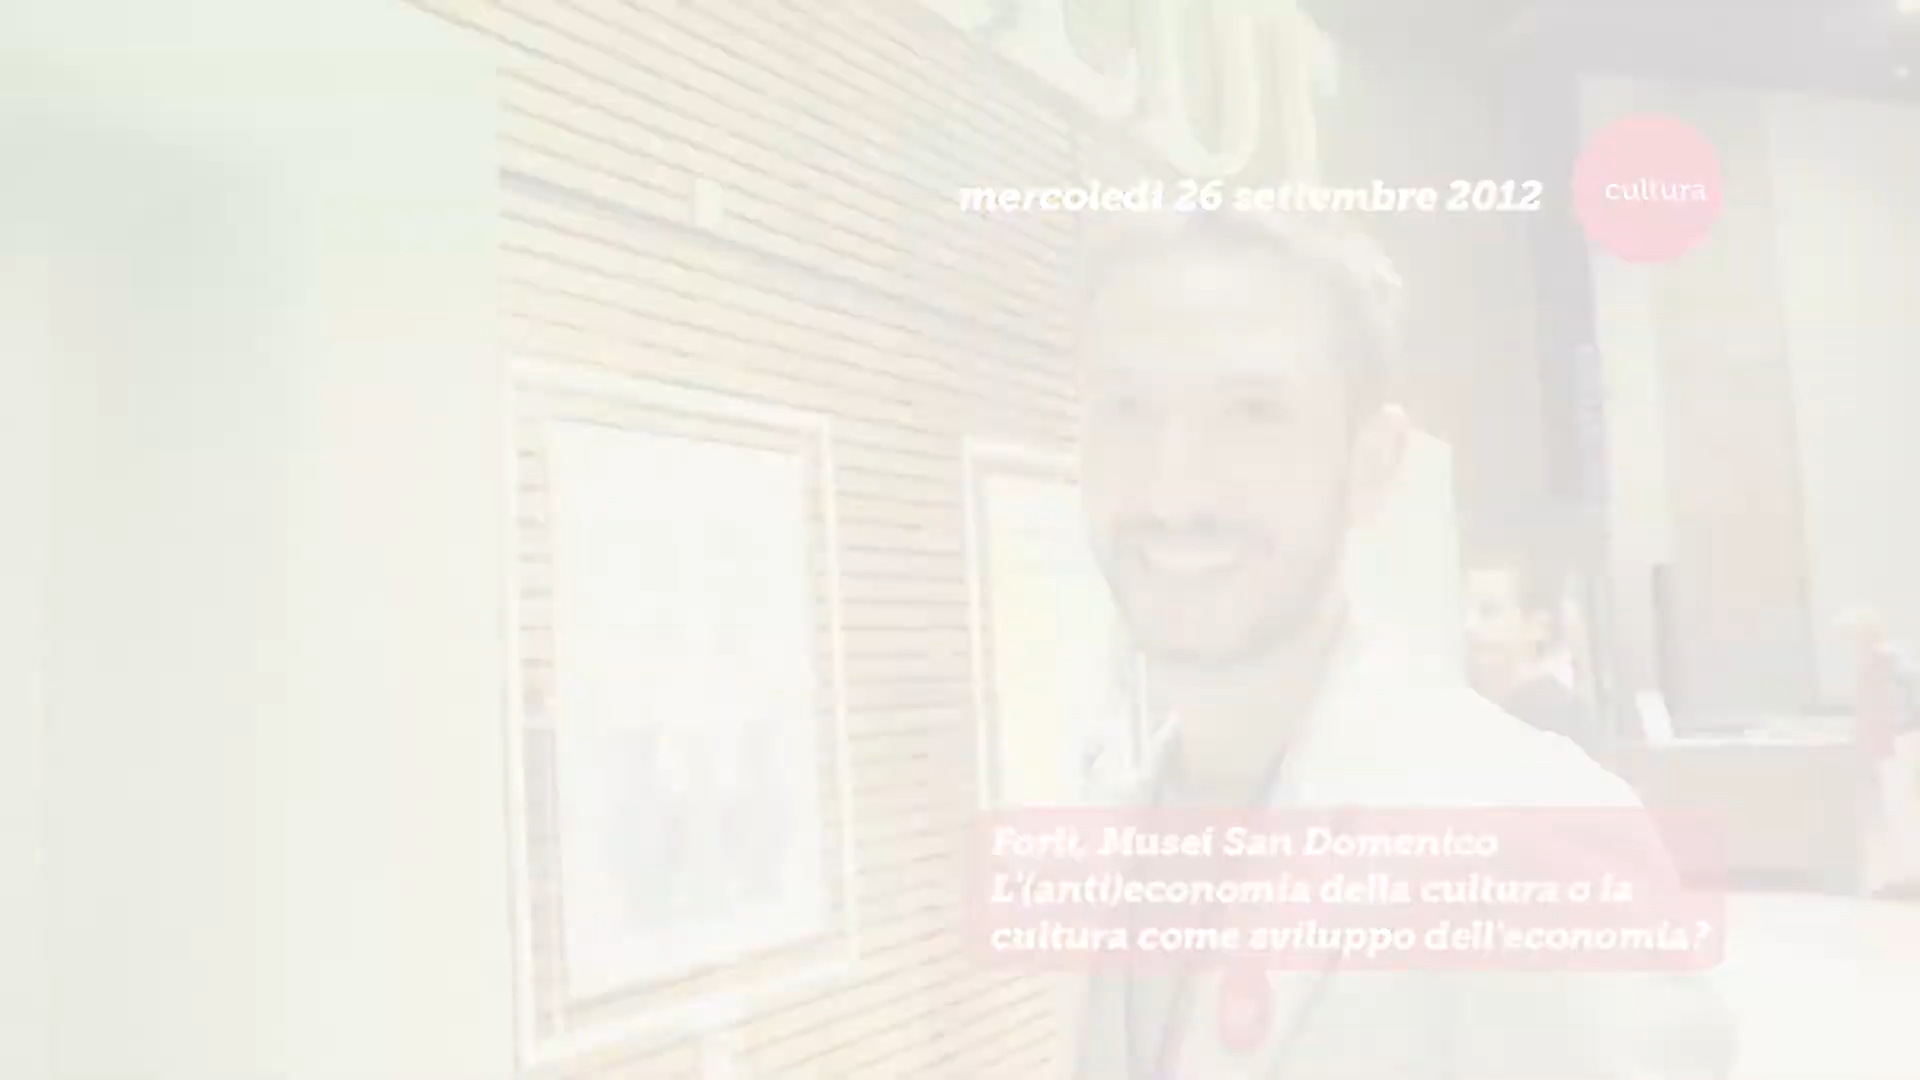 mercoledì 26 settembre 2012
cultura
Forlì, Musei San Domenico
L'(anti)economia della cultura o la
cultura come sviluppo dell'economia?